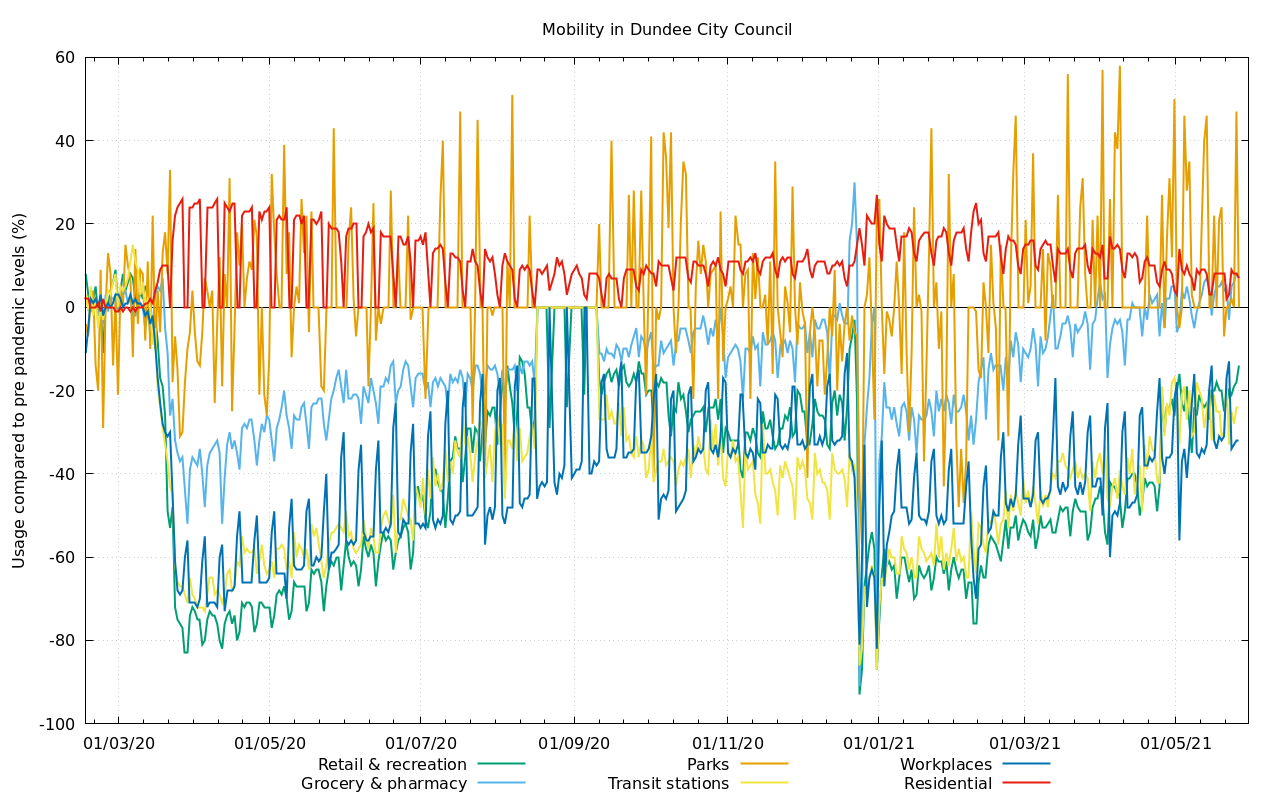 Mobility in Dundee City Council
Usage compared to pre pandemic levels (%)
60
40
20
0
-20
-40
-60
-80
-100
01/03/20 01/05/20 01/07/20 01/09/20 01/11/20 01/01/21 01/03/21 01/05/21
Retail & recreation Parks Workplaces
Grocery & pharmacy Transit stations Residential